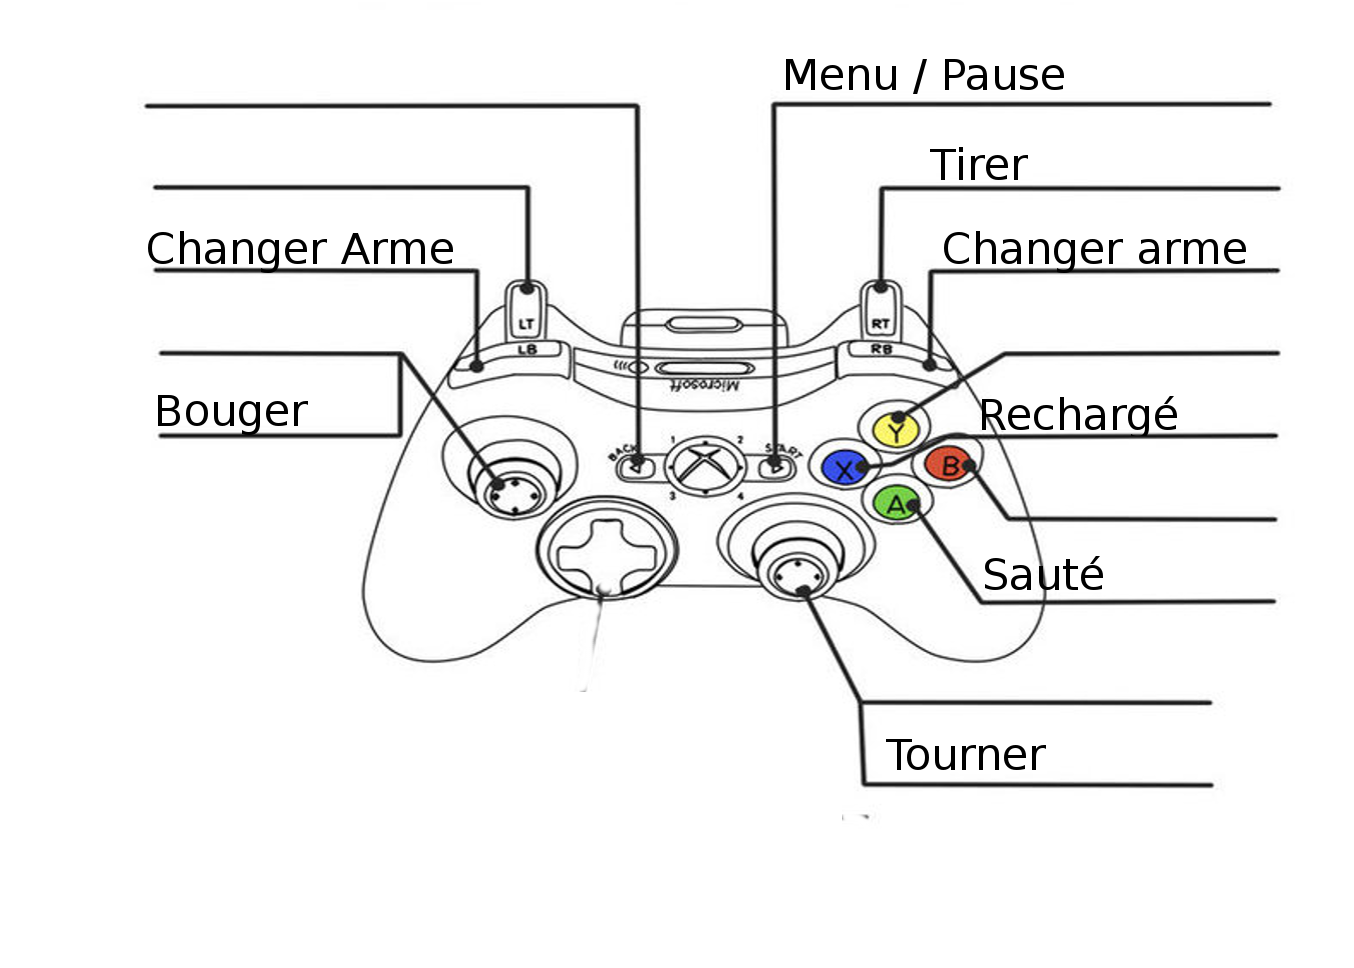 Menu / Pause
Tirer
Changer Arme
Changer arme
LT
RT
LB
RB
Microsoft
Bouger
Rechargé
Y
BACK
1
2
START
X
B
3
4
A
Sauté
Tourner